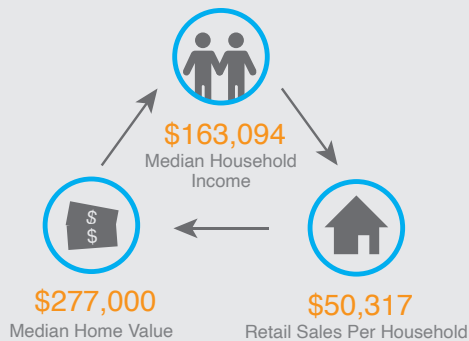 $163,094
Median Household
Income
$
$
$277,000
Median Home Value
$50,317
Retail Sales Per Household